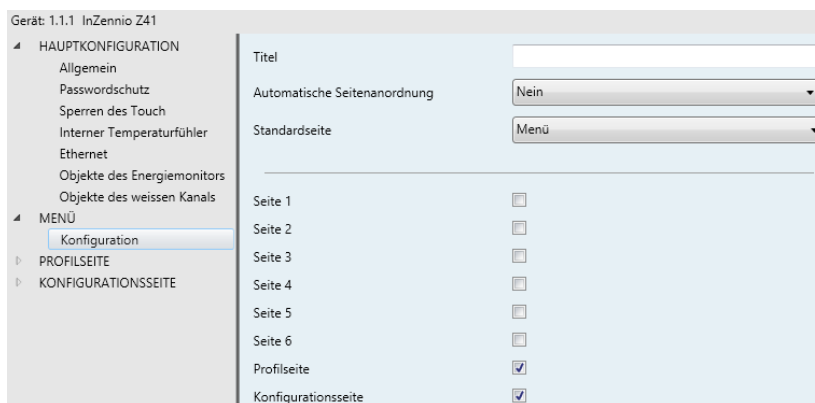 Gerät: 1.1.1 InZennio Z41
HAUPTKONFIGURATION
Allgemein
Passwordschutz
Sperren des Touch
Interner Temperaturfühler
Ethernet
Objekte des Energiemonitors
Objekte des weissen Kanals
MENÜ
Konfiguration
PROFILSEITE
KONFIGURATIONSSEITE
Titel
Automatische Seitenanordnung Nein
Standardseite Menü
Seite 1
Seite 2
Seite 3
Seite 4
Seite 5
Seite 6
Profilseite
Konfigurationsseite